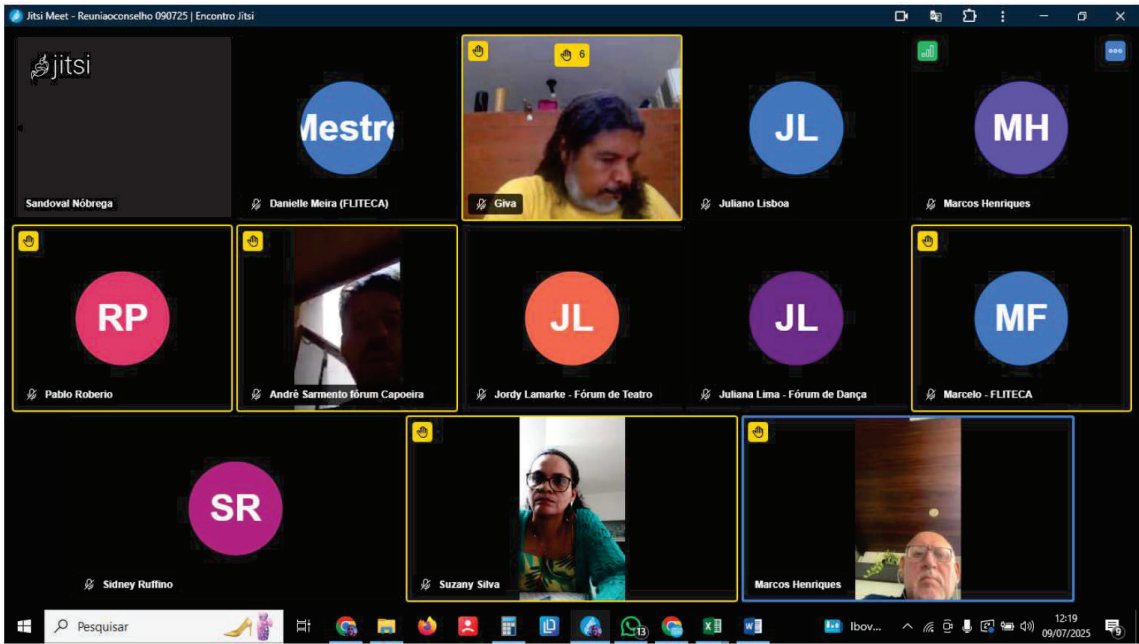 Jitsi Meet - Reuniaoconselho 090725 | Encontro Jitsi
jitsi
Sandoval Nóbrega
Mestre
Danielle Meira (FLITECA)
6
Giva
JL
Juliano Lisboa
MH
Marcos Henriques
RP
Pablo Roberio
André Sarmento fórum Capoeira
JL
Jordy Lamarke - Fórum de Teatro
JL
Juliana Lima - Fórum de Dança
MF
Marcelo - FLITECA
SR
Sidney Ruffino
Suzany Silva
Marcos Henriques
Pesquisar
13
Ibov...
12:19
09/07/2025
9